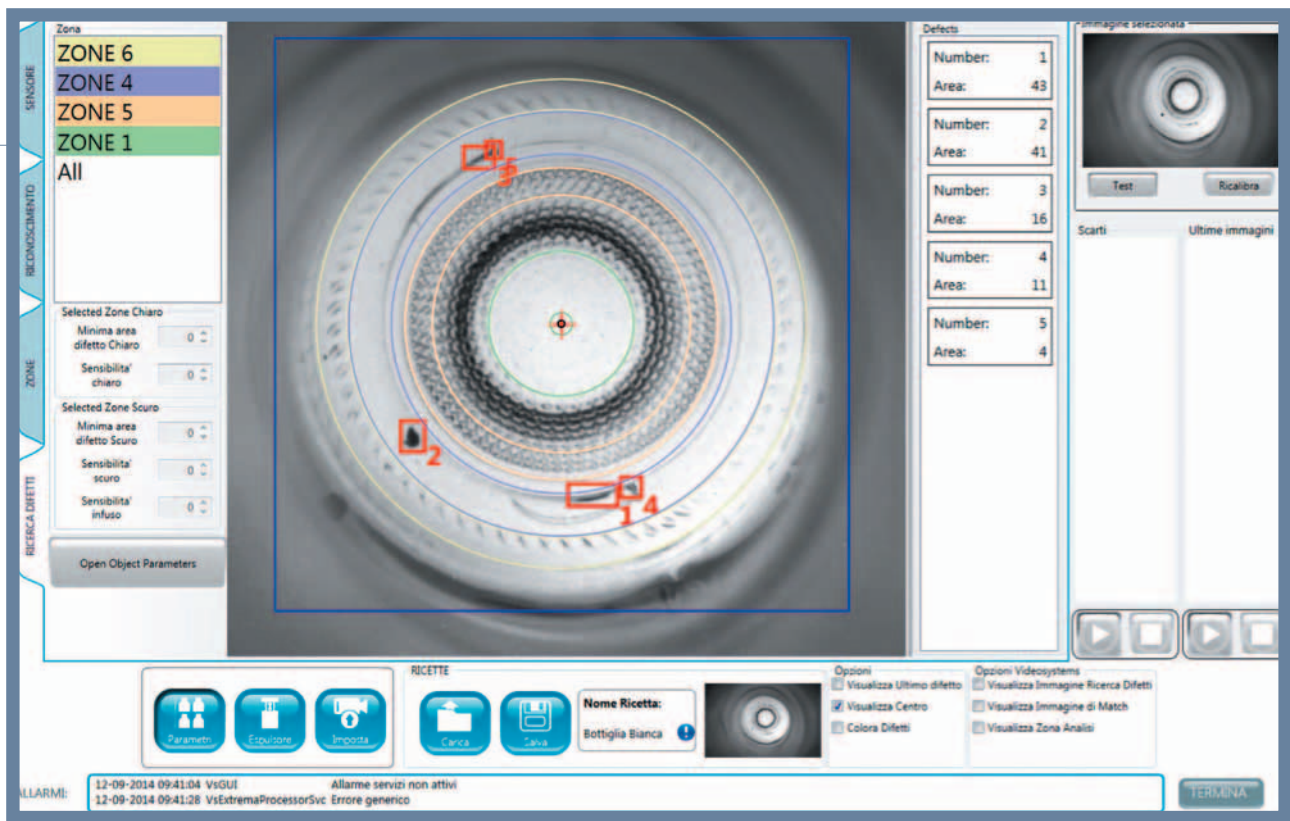 Zona
ZONE 6
ZONE 4
ZONE 5
ZONE 1
All
SENSORE
RICONOSCIMENTO
ZONE
RICERCA DIFETTI
Selected Zone Chiaro
Minima area
difetto Chiaro
0
Sensibilita'
chiaro
0
Selected Zone Scuro
Minima area
difetto Scuro
0
Sensibilita'
scuro
0
Sensibilita'
infuso
0
Open Object Parameters
2
1
4
Defects
Number: 1
Area: 43
Number: 2
Area: 41
Number: 3
Area: 16
Number: 4
Area: 11
Number: 5
Area: 4
Immagine selezionata
Test
Ricalibra
Scarti
Ultime immagini
Parametri
Espulsore
Imposta
RICETTE
Carica
Salva
Nome Ricetta:
Bottiglia Bianca
Opzioni
Visualizza Ultimo difetto
Visualizza Centro
Colora Difetti
Opzioni Videosystems
Visualizza Immagine Ricerca Difetti
Visualizza Immagine di Match
Visualizza Zona Analisi
ALLARMI:
12-09-2014 09:41:04 VsGUI Allarme servizi non attivi
12-09-2014 09:41:28 VsExtremaProcessorSvc Errore generico
TERMINA